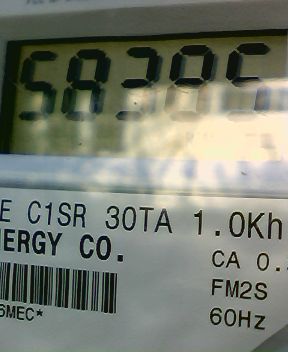 58385
E C1SR 30TA 1.0Kh
ERGY CO.
CA 0.
FM2S
6MEC*
60Hz